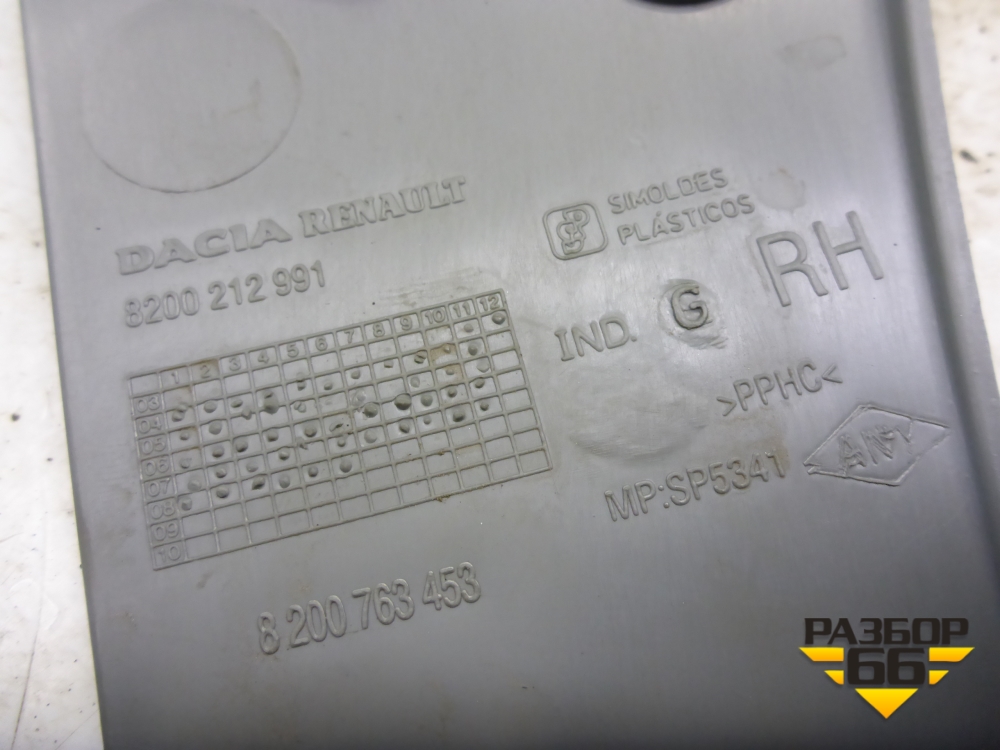 DACIA RENAULT
8200 212 991
SIMOLDES
PLÁSTICOS
RH
IND. G
>PPHC<
MP:SP5341
1 2 3 4 5 6 7 8 9 10 11 12
03
04
05
06
07
08
09
10
8 200 763 453
РАЗБОР
66